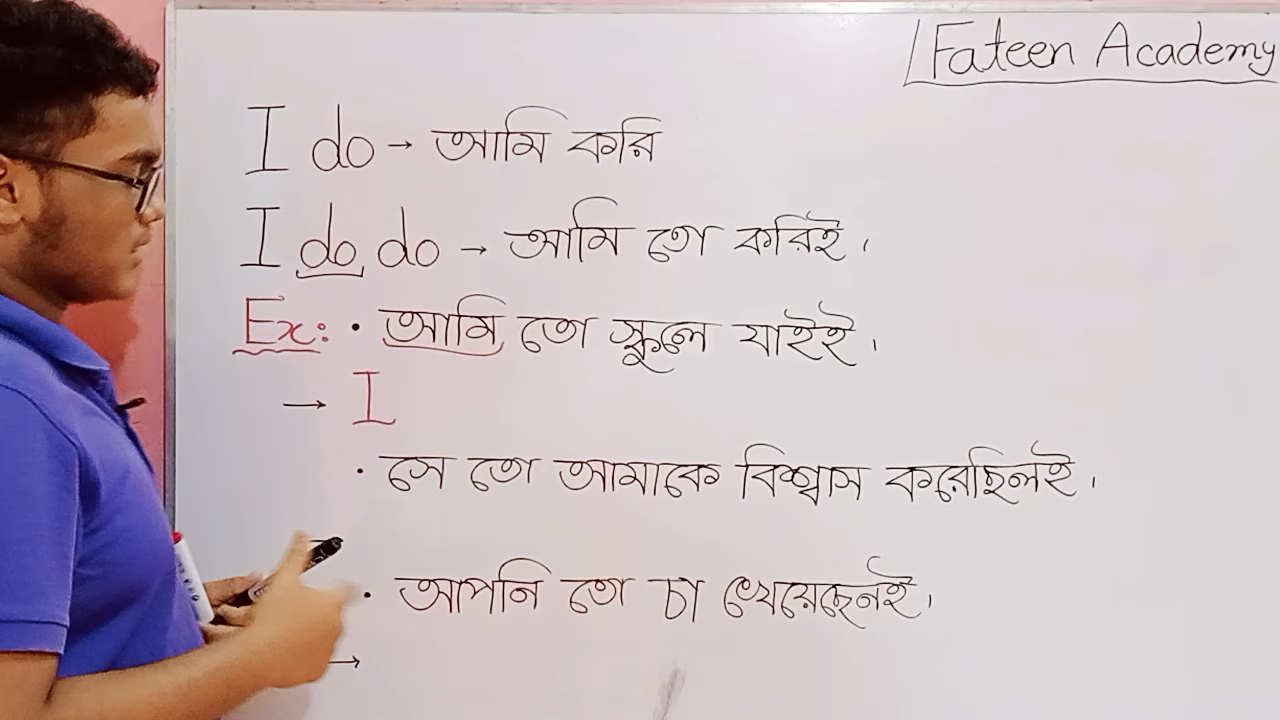 Fateen Academy
I do → আমি করি
I do do → আমি তো করিই।
Ex: • আমি তো স্কুলে যাইই।
→ I
• সে তো আমাকে বিশ্বাস করেছিলই।
• আপনি তো চা খেয়েছেনই।
→